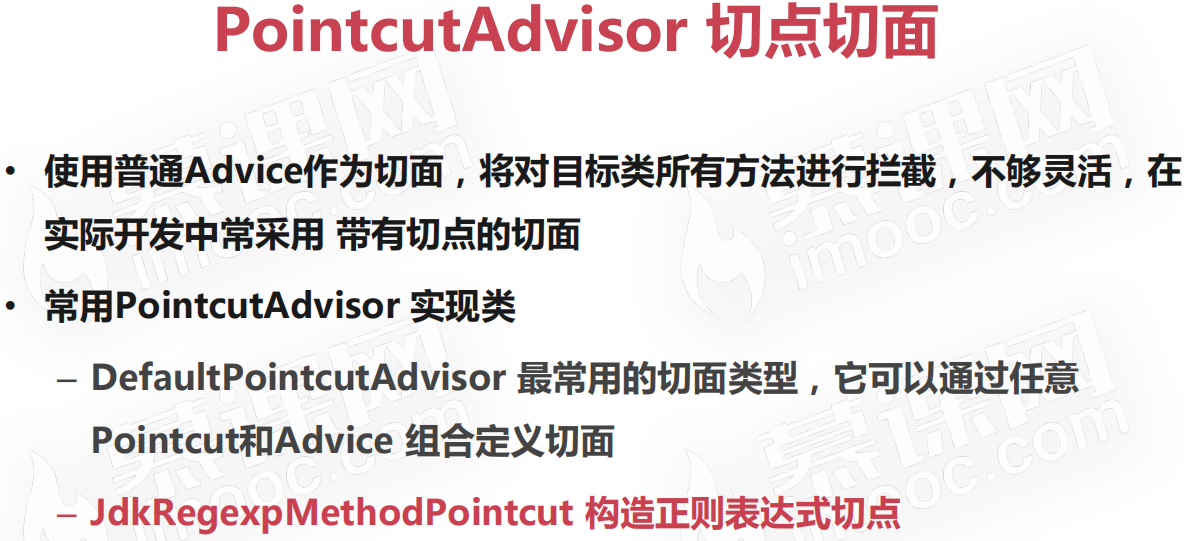 PointcutAdvisor 切点切面
• 使用普通Advice作为切面，将对目标类所有方法进行拦截，不够灵活，在
实际开发中常采用 带有切点的切面
• 常用PointcutAdvisor 实现类
– DefaultPointcutAdvisor 最常用的切面类型，它可以通过任意
Pointcut和Advice 组合定义切面
– JdkRegexpMethodPointcut 构造正则表达式切点
慕课网
imooc.com
慕课网
imooc.com
慕课网
imooc.com
慕课网
imooc.com